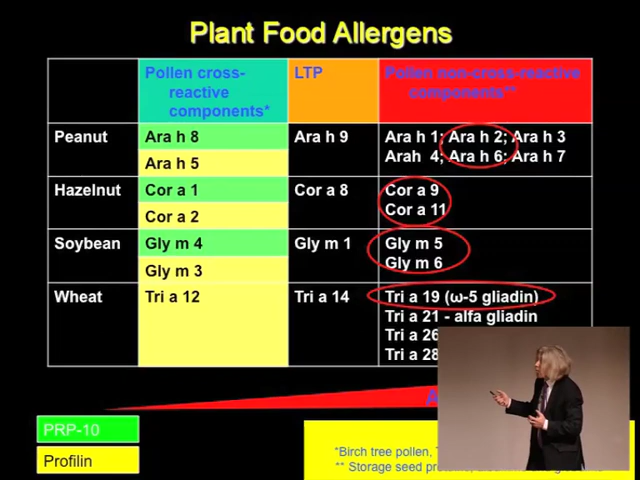 Plant Food Allergens
Pollen cross-reactive components*
LTP
Pollen non-cross-reactive components**
Peanut
Ara h 8
Ara h 5
Ara h 9
Ara h 1; Ara h 2; Ara h 3
Arah 4; Ara h 6; Ara h 7
Hazelnut
Cor a 1
Cor a 2
Cor a 8
Cor a 9
Cor a 11
Soybean
Gly m 4
Gly m 3
Gly m 1
Gly m 5
Gly m 6
Wheat
Tri a 12
Tri a 14
Tri a 19 (ω-5 gliadin)
Tri a 21 - alfa gliadin
Tri a 26
Tri a 28
PRP-10
Profilin
*Birch tree pollen,
** Storage seed